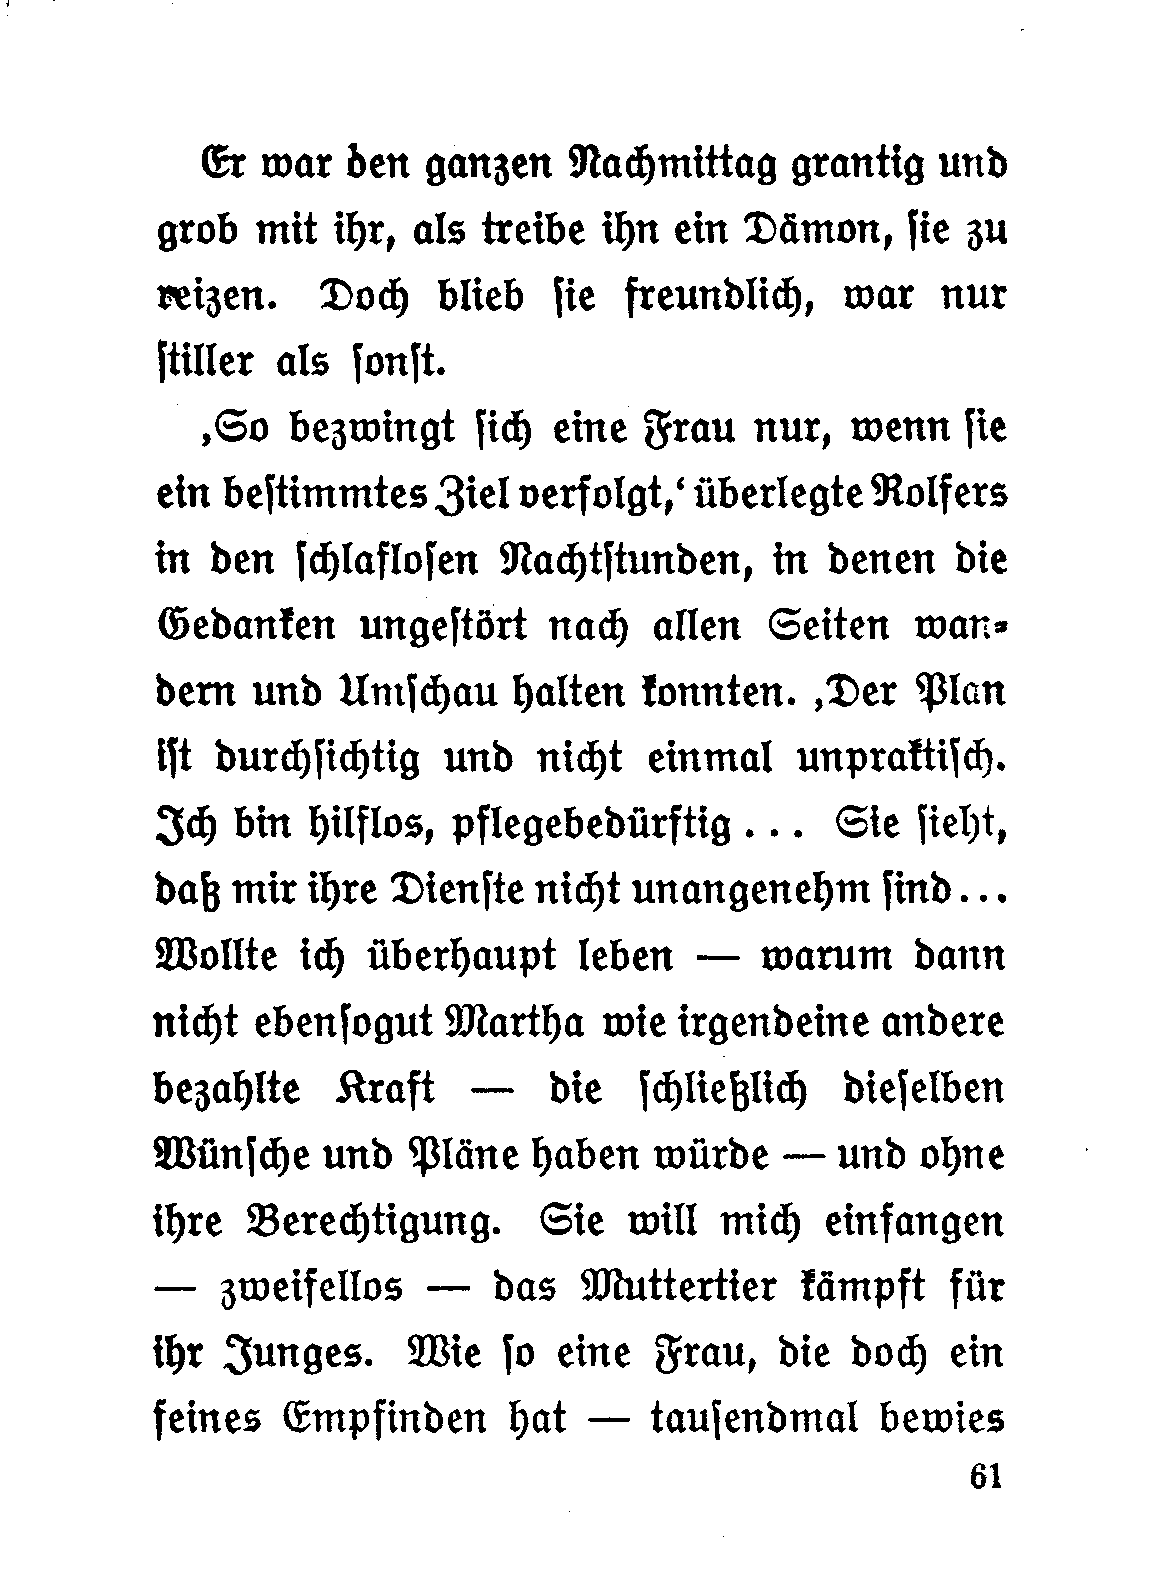 Er war den ganzen Nachmittag grantig und
grob mit ihr, als treibe ihn ein Dämon, ſie zu
reizen. Doch blieb ſie freundlich, war nur
ſtiller als ſonſt.
‚So bezwingt ſich eine Frau nur, wenn ſie
ein beſtimmtes Ziel verfolgt,‘ überlegte Rolfers
in den ſchlafloſen Nachtſtunden, in denen die
Gedanken ungeſtört nach allen Seiten wan-
dern und Umſchau halten konnten. ‚Der Plan
iſt durchſichtig und nicht einmal unpraktiſch.
Ich bin hilflos, pflegebedürftig . . . Sie ſieht,
daß mir ihre Dienſte nicht unangenehm ſind . . .
Wollte ich überhaupt leben — warum dann
nicht ebenſogut Martha wie irgendeine andere
bezahlte Kraft — die ſchließlich dieſelben
Wünſche und Pläne haben würde — und ohne
ihre Berechtigung. Sie will mich einfangen
— zweifellos — das Muttertier kämpft für
ihr Junges. Wie ſo eine Frau, die doch ein
feines Empfinden hat — tauſendmal bewies
61